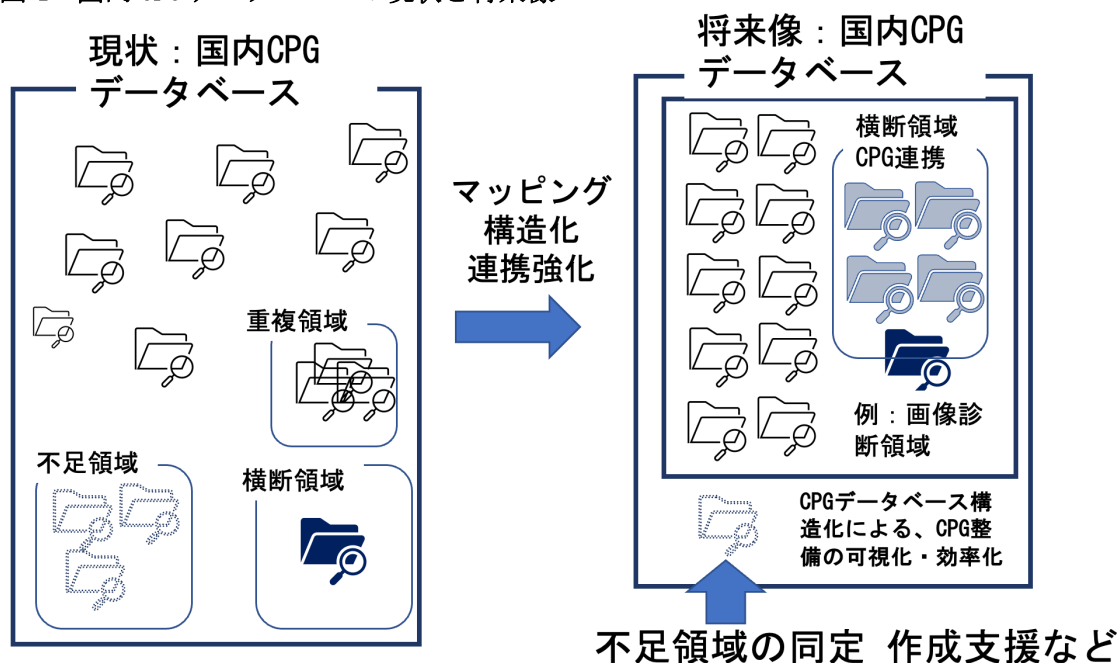 現状：国内CPG
データベース
重複領域
不足領域
横断領域
マッピング
構造化
連携強化
将来像：国内CPG
データベース
横断領域
CPG連携
例：画像診
断領域
CPGデータベース構
造化による、CPG整
備の可視化・効率化
不足領域の同定 作成支援など